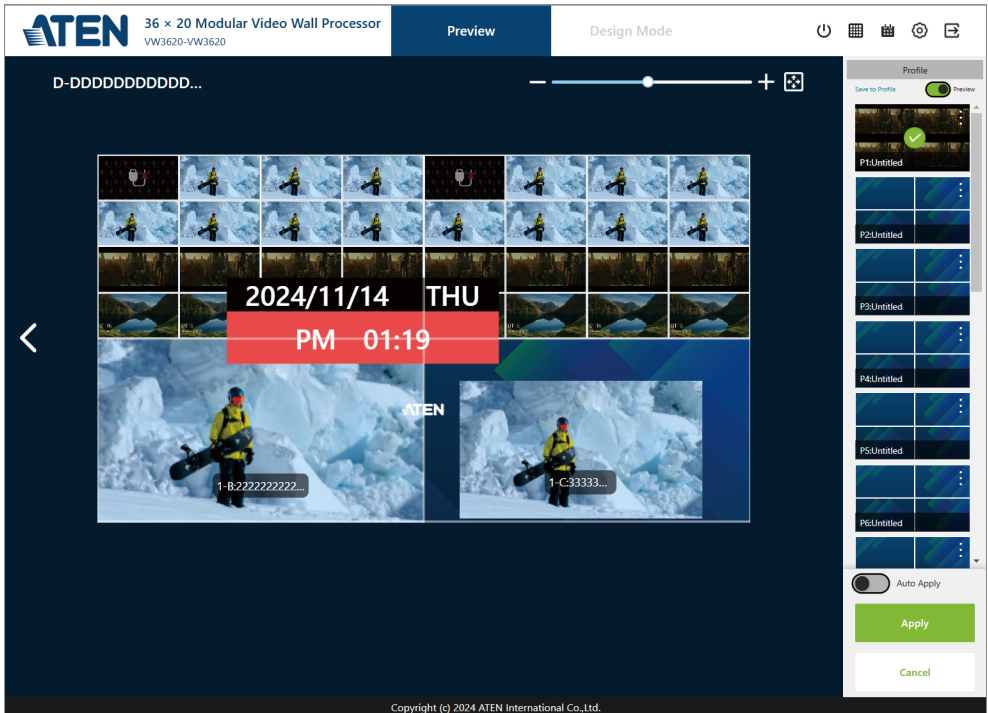 ATEN
36 × 20 Modular Video Wall Processor
VW3620-VW3620
Preview
Design Mode
D-DDDDDDDDDDD...
2024/11/14 THU
PM 01:19
ATEN
1-B:2222222222...
1-C:33333...
Profile
Save to Profile
Preview
P1:Untitled
P2:Untitled
P3:Untitled
P4:Untitled
P5:Untitled
P6:Untitled
Auto Apply
Apply
Cancel
Copyright (c) 2024 ATEN International Co.,Ltd.